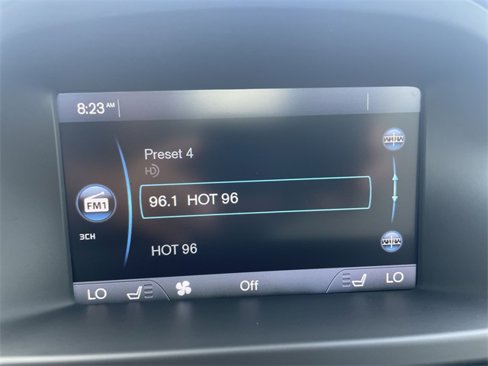 8:23 AM
Preset 4
HD
96.1 HOT 96
FM1
3CH
HOT 96
LO Off LO